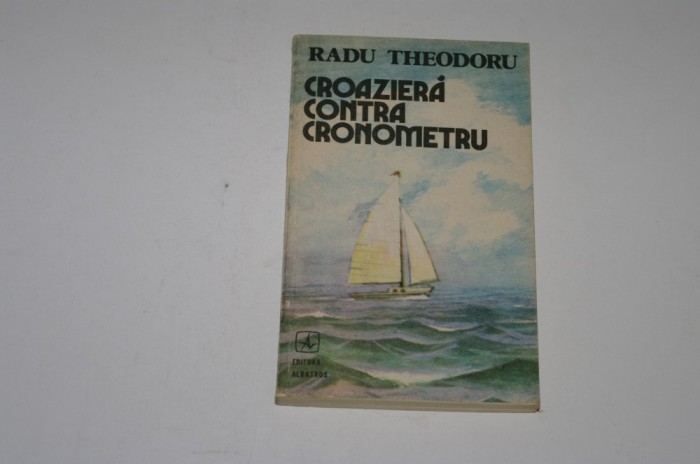 RADU THEODORU
CROAZIERĂ
CONTRA
CRONOMETRU
EDITURA
ALBATROS